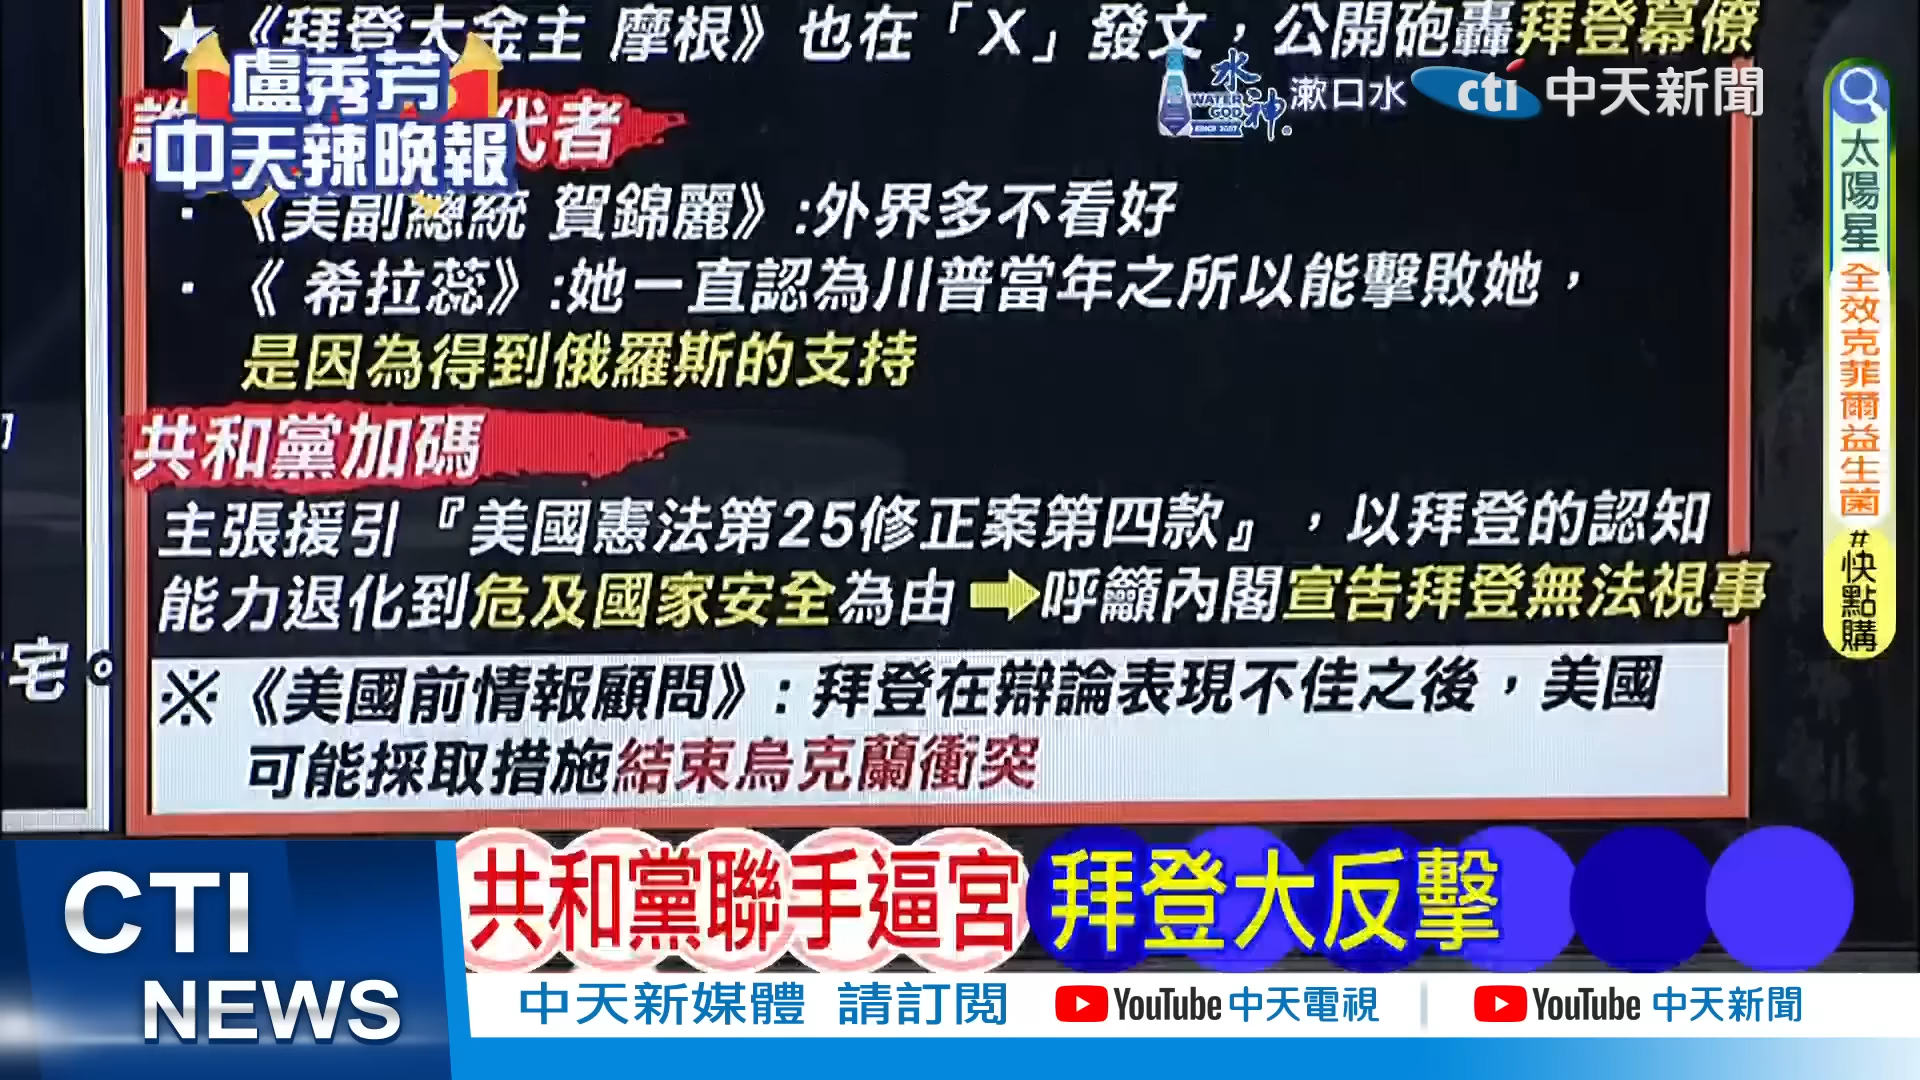 ★《拜登大金主 摩根》也在「X」發文，公開砲轟拜登幕僚
盧秀芳
中天辣晚報
代者
水神
WATER GOD
SINCE 2007
漱口水
cti 中天新聞
・《美副總統 賀錦麗》:外界多不看好
・《 希拉蕊》:她一直認為川普當年之所以能擊敗她，
是因為得到俄羅斯的支持
共和黨加碼
主張援引『美國憲法第25修正案第四款』，以拜登的認知
能力退化到危及國家安全為由➡呼籲內閣宣告拜登無法視事
宅。
※《美國前情報顧問》: 拜登在辯論表現不佳之後，美國
可能採取措施結束烏克蘭衝突
太陽星
全效克菲爾益生菌
#快點購
共和黨聯手逼宮 拜登大反擊
CTI
NEWS
中天新媒體 請訂閱 YouTube 中天電視 | YouTube 中天新聞